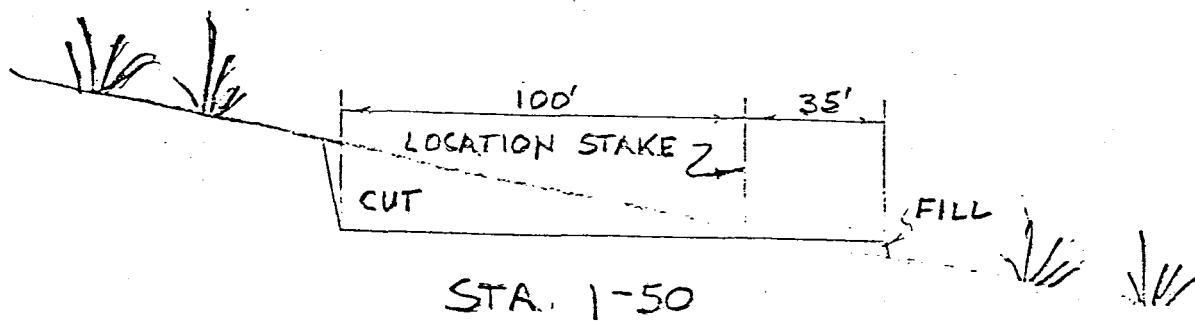 100' 35'
LOCATION STAKE
CUT
FILL
STA. 1-50